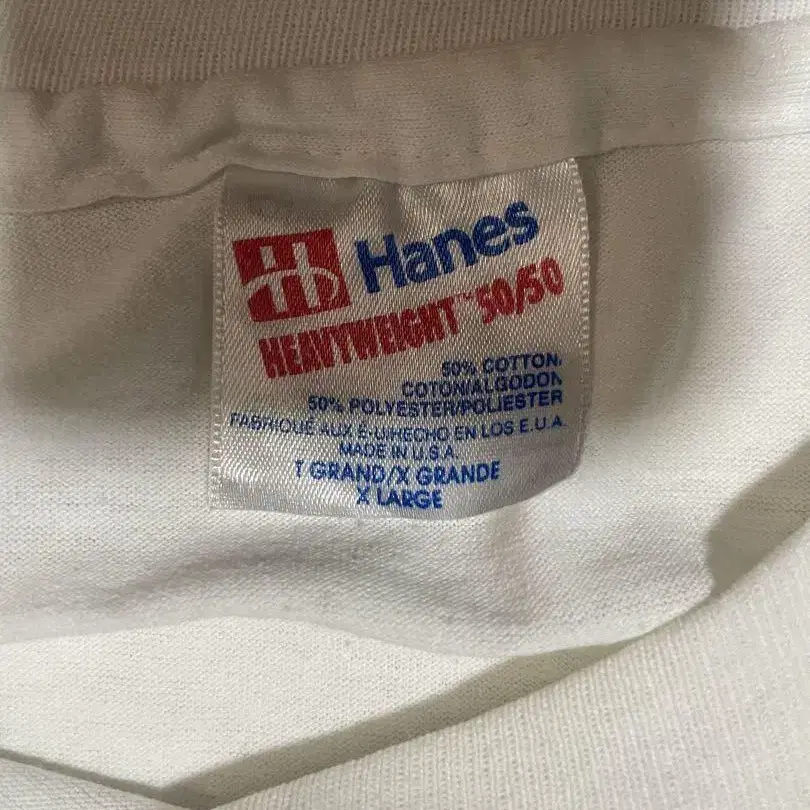 Hanes
HEAVYWEIGHT™ 50/50
50% COTTON/
COTON/ALGODON
50% POLYESTER/POLIESTER
FABRIQUÉ AUX É-U/HECHO EN LOS E.U.A.
MADE IN U.S.A.
T GRAND/X GRANDE
X LARGE